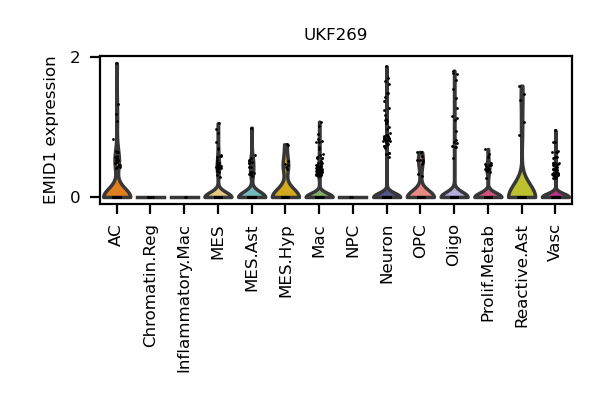 UKF269
EMID1 expression
2
0
AC
Chromatin.Reg
Inflammatory.Mac
MES
MES.Ast
MES.Hyp
Mac
NPC
Neuron
OPC
Oligo
Prolif.Metab
Reactive.Ast
Vasc